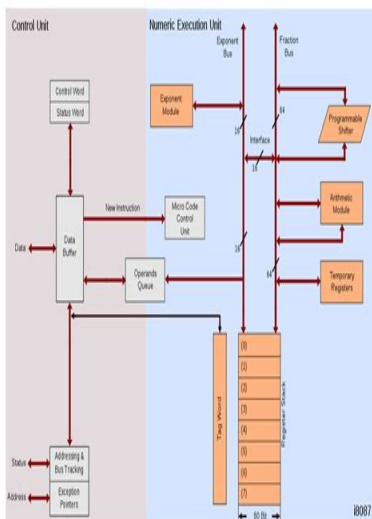 Control Unit
Numeric Execution Unit
Exponent
Bus
Fraction
Bus
Control Word
Status Word
Exponent
Module
Programmable
Shifter
16
64
Interface
16
New Instruction
Micro Code
Control
Unit
Arithmetic
Module
Data
Data
Buffer
16
64
Operands
Queue
Temporary
Registers
Tag Word
(0)
(1)
(2)
(3)
(4)
(5)
(6)
(7)
Register Stack
Status
Addressing &
Bus Tracking
Address
Exception
Pointers
80 Bit
i8087